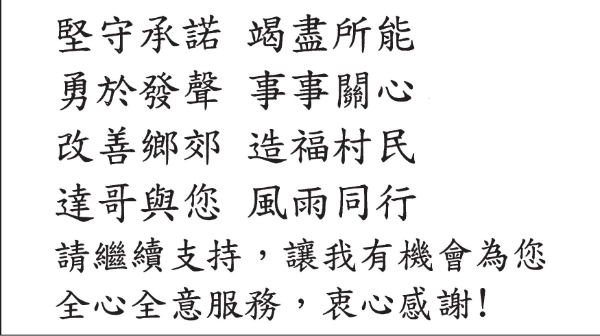 堅守承諾 竭盡所能
勇於發聲 事事關心
改善鄉郊 造福村民
達哥與您 風雨同行
請繼續支持，讓我有機會為您
全心全意服務，衷心感謝!